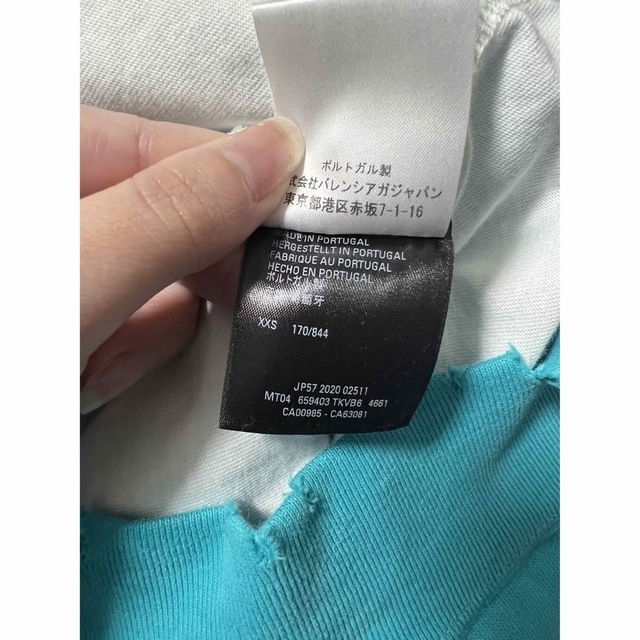 ポルトガル製
式会社バレンシアガジャパン
東京都港区赤坂7-1-16
MADE IN PORTUGAL
HERGESTELLT IN PORTUGAL
FABRIQUE AU PORTUGAL
HECHO EN PORTUGAL
ポルトガル製
萄牙
XXS 170/844
JP57 2020 02511
MT04 659403 TKVB6 4661
CA00985 - CA63081